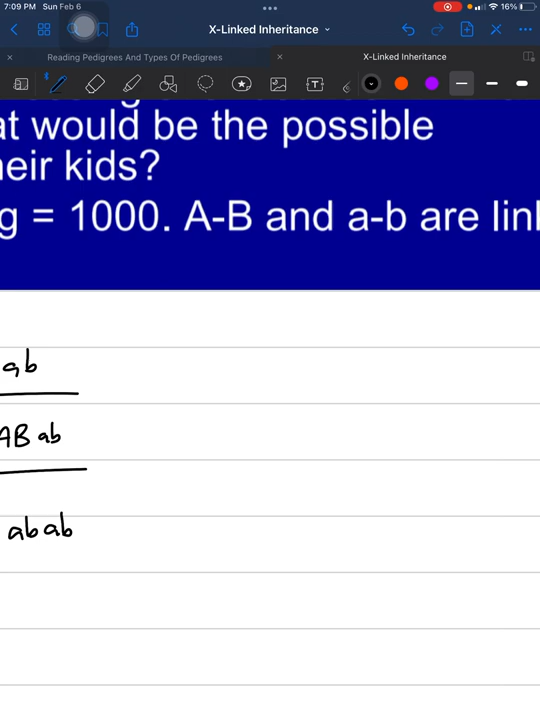 7:09 PM Sun Feb 6
16%
X-Linked Inheritance
Reading Pedigrees And Types Of Pedigrees
X-Linked Inheritance
T
at would be the possible
eir kids?
g = 1000. A-B and a-b are lin
ab
AB ab
ab ab